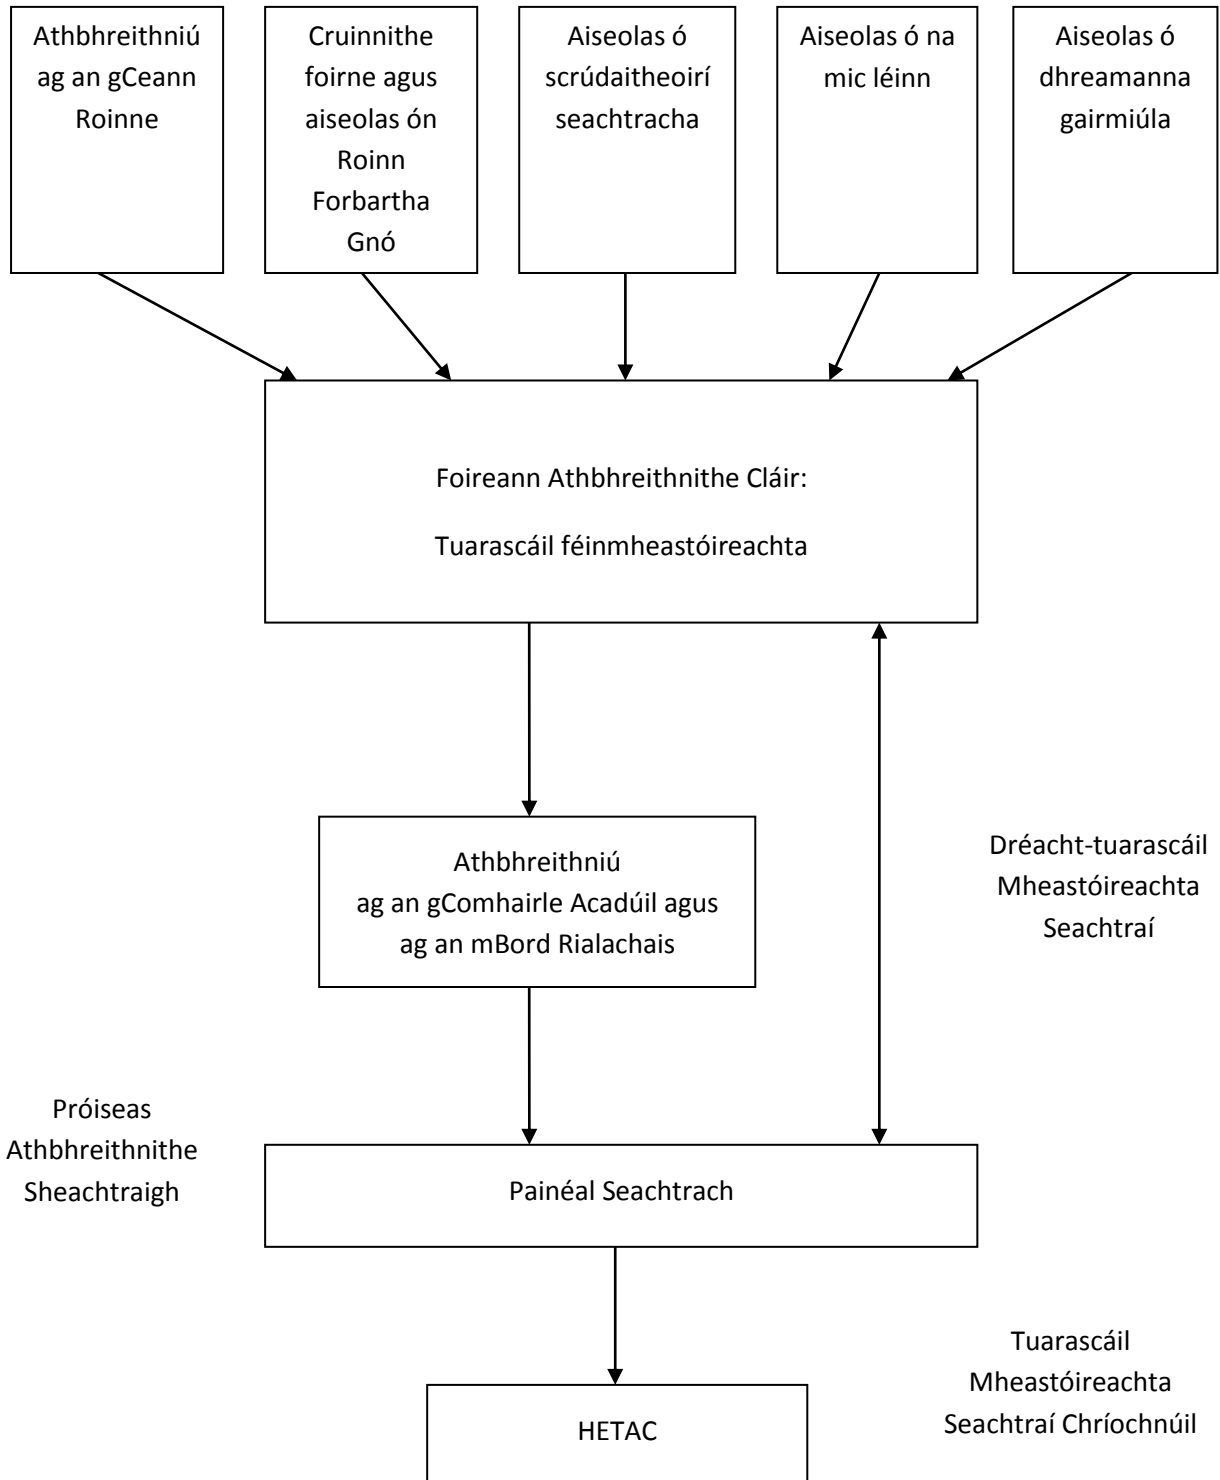 Athbhreithniú
ag an gCeann
Roinne
Cruinnithe
foirne agus
aiseolas ón
Roinn
Forbartha
Gnó
Aiseolas ó
scrúdaitheoirí
seachtracha
Aiseolas ó na
mic léinn
Aiseolas ó
dhreamanna
gairmiúla
Foireann Athbhreithnithe Cláir:
Tuarascáil féinmheastóireachta
Athbhreithniú
ag an gComhairle Acadúil agus
ag an mBord Rialachais
Dréacht-tuarascáil
Mheastóireachta
Seachtraí
Próiseas
Athbhreithnithe
Sheachtraigh
Painéal Seachtrach
Tuarascáil
Mheastóireachta
Seachtraí Chríochnúil
HETAC